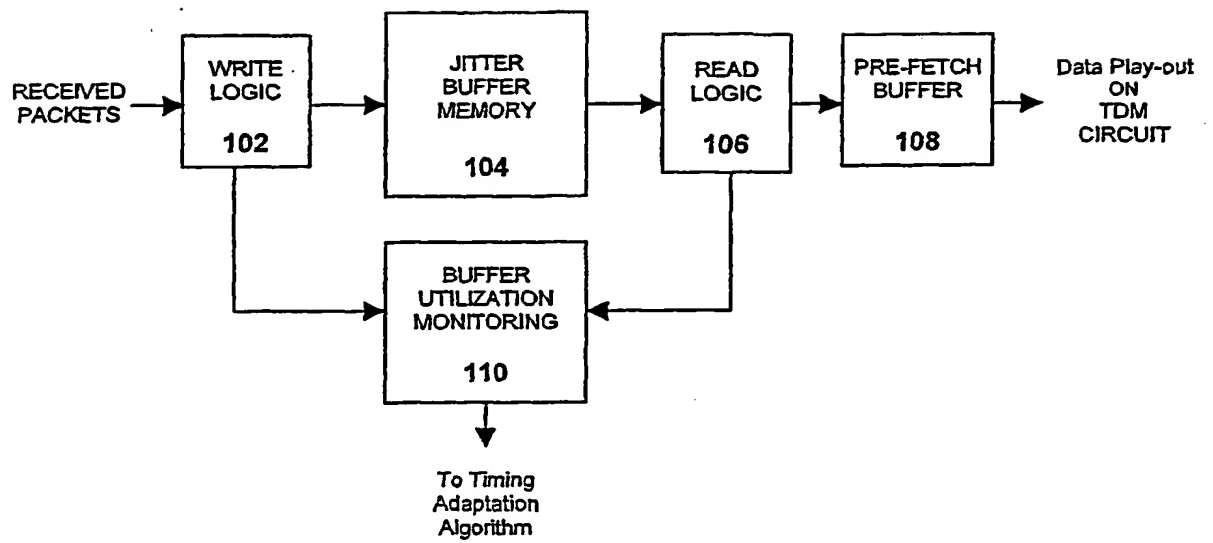 RECEIVED
PACKETS
WRITE
LOGIC
102
JITTER
BUFFER
MEMORY
104
READ
LOGIC
106
PRE-FETCH
BUFFER
108
Data Play-out
ON
TDM
CIRCUIT
BUFFER
UTILIZATION
MONITORING
110
To Timing
Adaptation
Algorithm